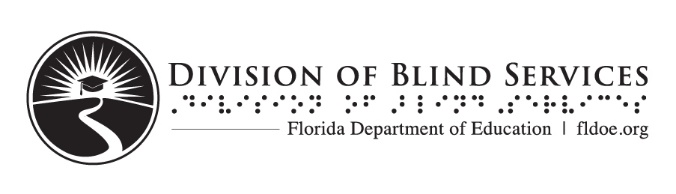 DIVISION OF BLIND SERVICES
⠠⠙⠊⠧⠊⠎⠊⠕⠝ ⠕⠋ ⠠⠃⠇⠊⠝⠙ ⠠⠎⠑⠗⠧⠊⠉⠑⠎
Florida Department of Education | fldoe.org